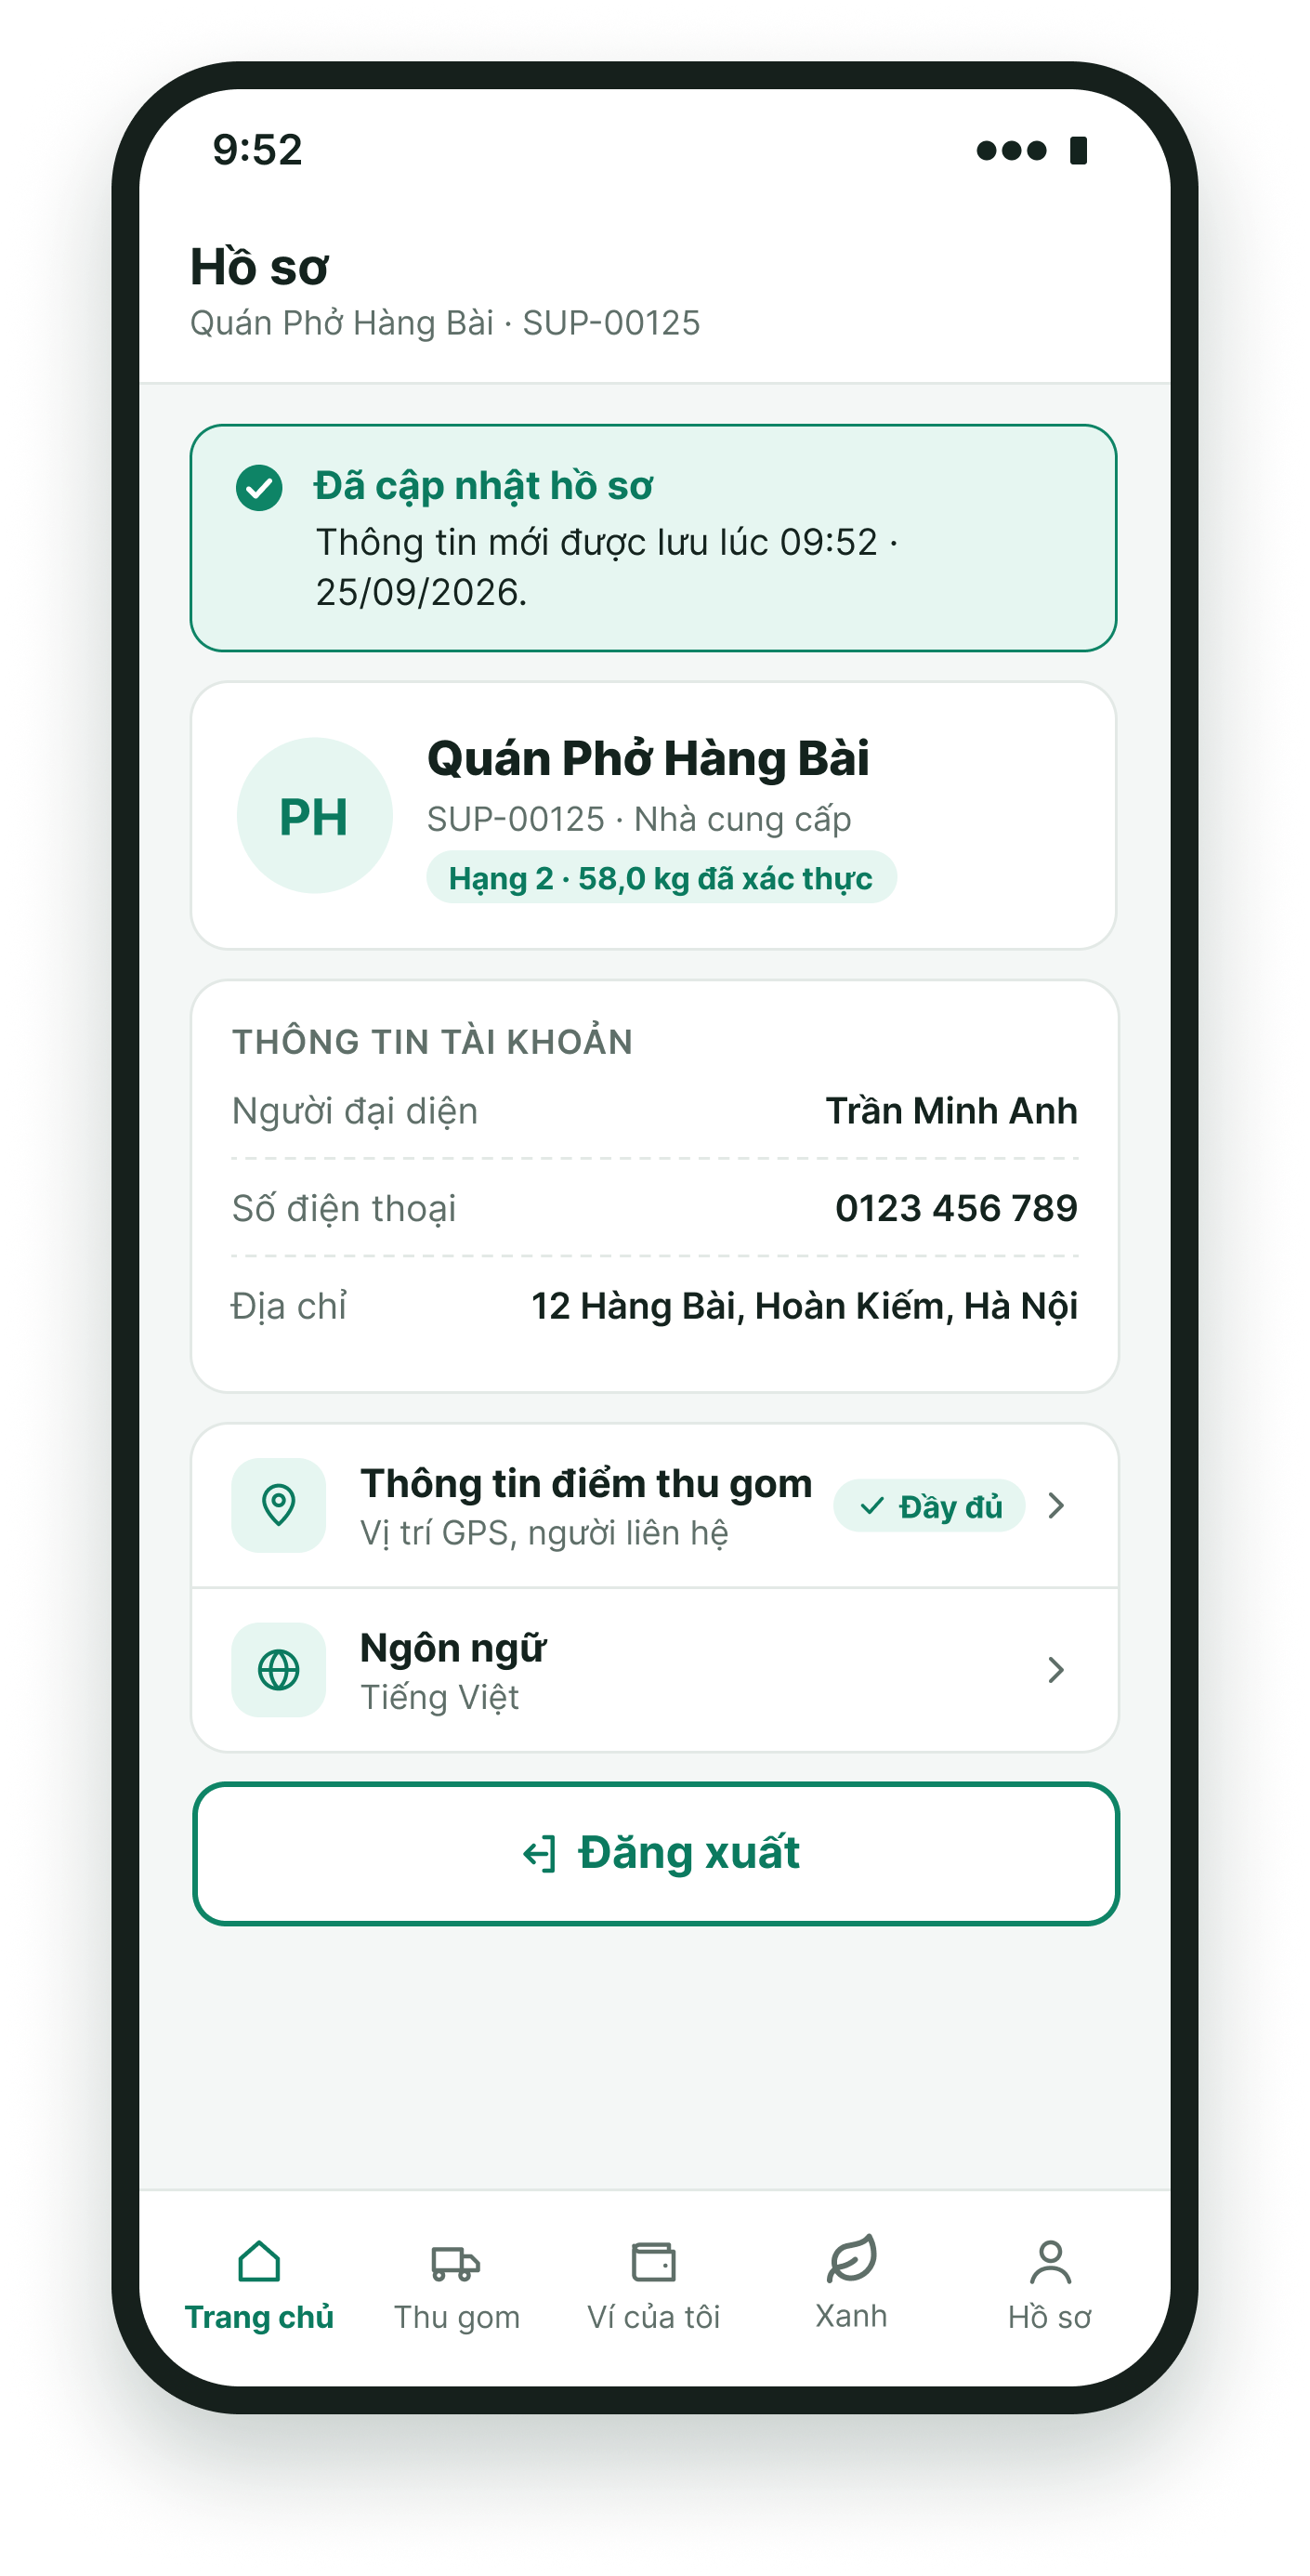 9:52
Hồ sơ
Quán Phở Hàng Bài · SUP-00125
Đã cập nhật hồ sơ
Thông tin mới được lưu lúc 09:52 ·
25/09/2026.
PH
Quán Phở Hàng Bài
SUP-00125 · Nhà cung cấp
Hạng 2 · 58,0 kg đã xác thực
THÔNG TIN TÀI KHOẢN
Người đại diện Trần Minh Anh
Số điện thoại 0123 456 789
Địa chỉ 12 Hàng Bài, Hoàn Kiếm, Hà Nội
Thông tin điểm thu gom
Vị trí GPS, người liên hệ
Đầy đủ
Ngôn ngữ
Tiếng Việt
Đăng xuất
Trang chủ Thu gom Ví của tôi Xanh Hồ sơ